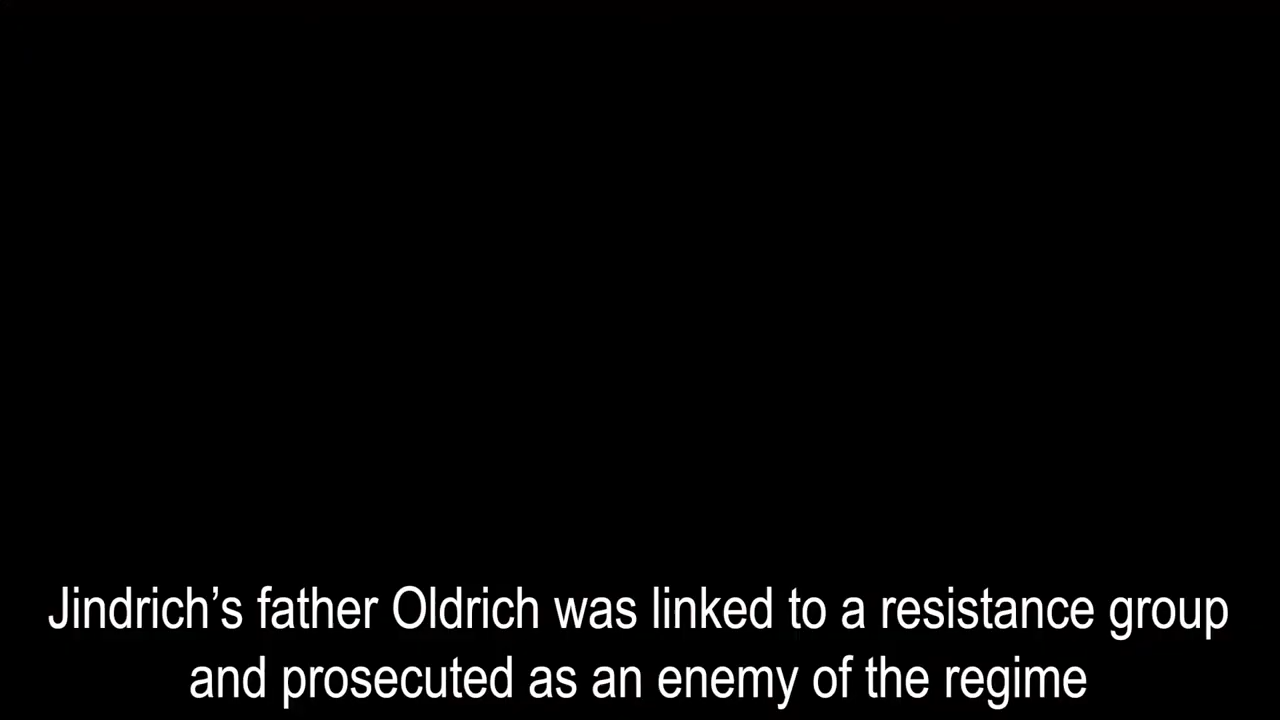 Jindrich’s father Oldrich was linked to a resistance group
and prosecuted as an enemy of the regime